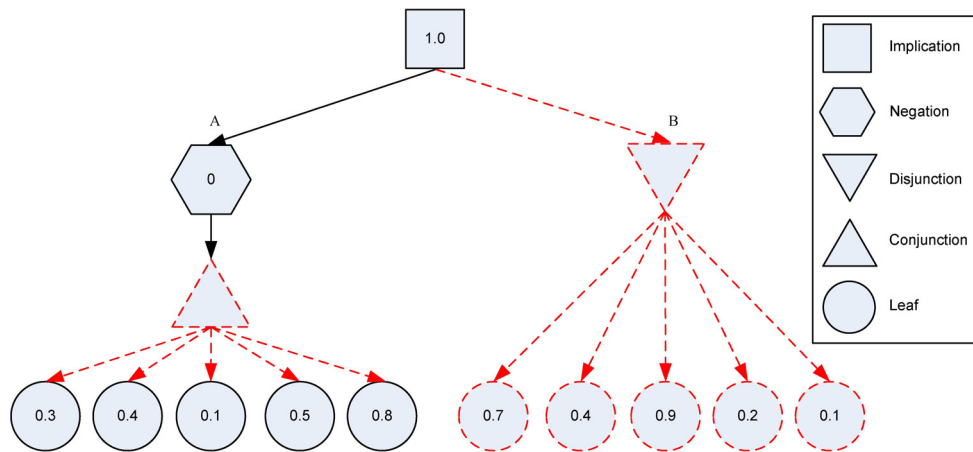 1.0
Implication
A
B
Negation
0
Disjunction
Conjunction
Leaf
0.3
0.4
0.1
0.5
0.8
0.7
0.4
0.9
0.2
0.1